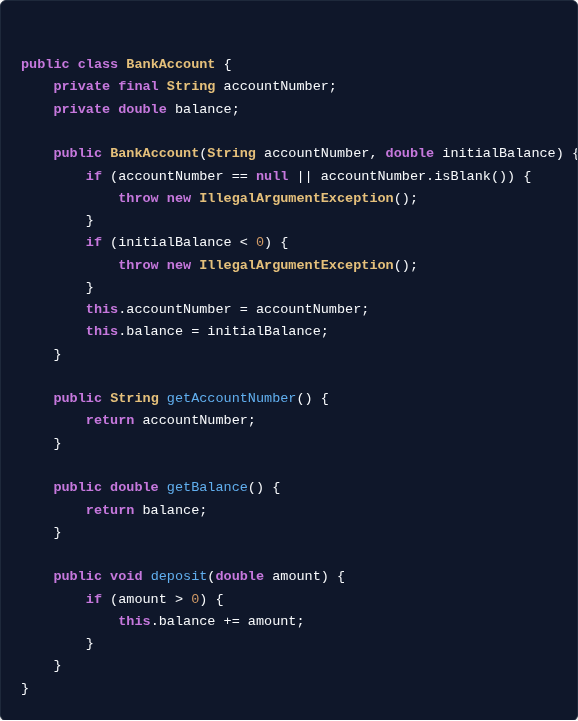 public class BankAccount {
    private final String accountNumber;
    private double balance;

    public BankAccount(String accountNumber, double initialBalance) {
        if (accountNumber == null || accountNumber.isBlank()) {
            throw new IllegalArgumentException();
        }
        if (initialBalance < 0) {
            throw new IllegalArgumentException();
        }
        this.accountNumber = accountNumber;
        this.balance = initialBalance;
    }

    public String getAccountNumber() {
        return accountNumber;
    }

    public double getBalance() {
        return balance;
    }

    public void deposit(double amount) {
        if (amount > 0) {
            this.balance += amount;
        }
    }
}